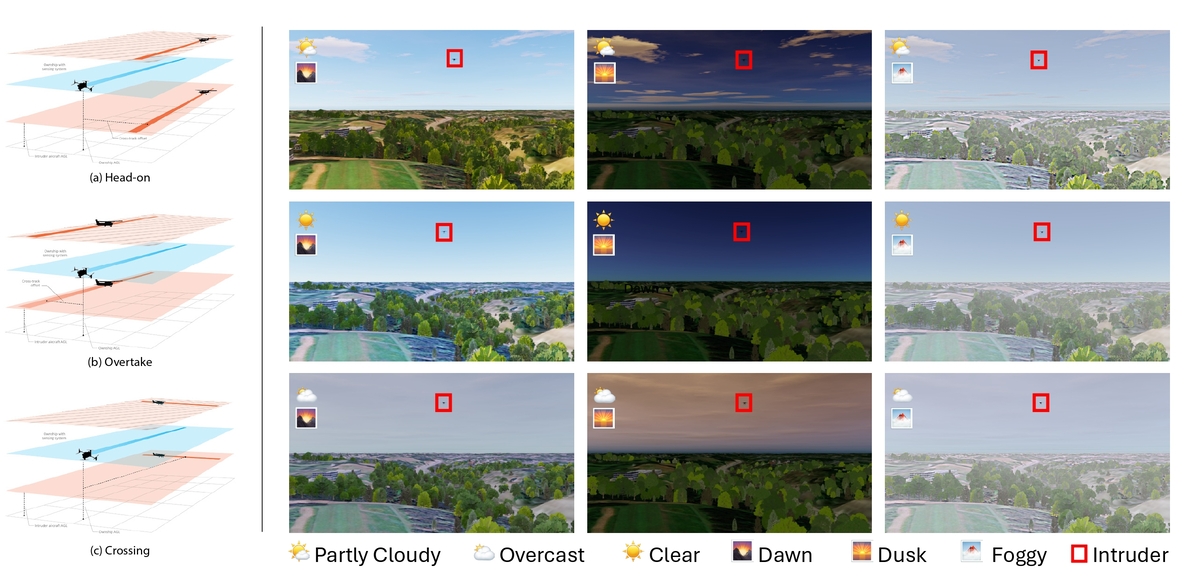 Ownship with
sensing system
Cross-track offset
Intruder aircraft AGL
Ownship AGL
(a) Head-on
Ownship with
sensing system
Cross-track
offset
Intruder aircraft AGL
Ownship AGL
(b) Overtake
Ownship with
sensing system
Intruder aircraft AGL
Ownship AGL
(c) Crossing
Dawn
Partly Cloudy
Overcast
Clear
Dawn
Dusk
Foggy
Intruder